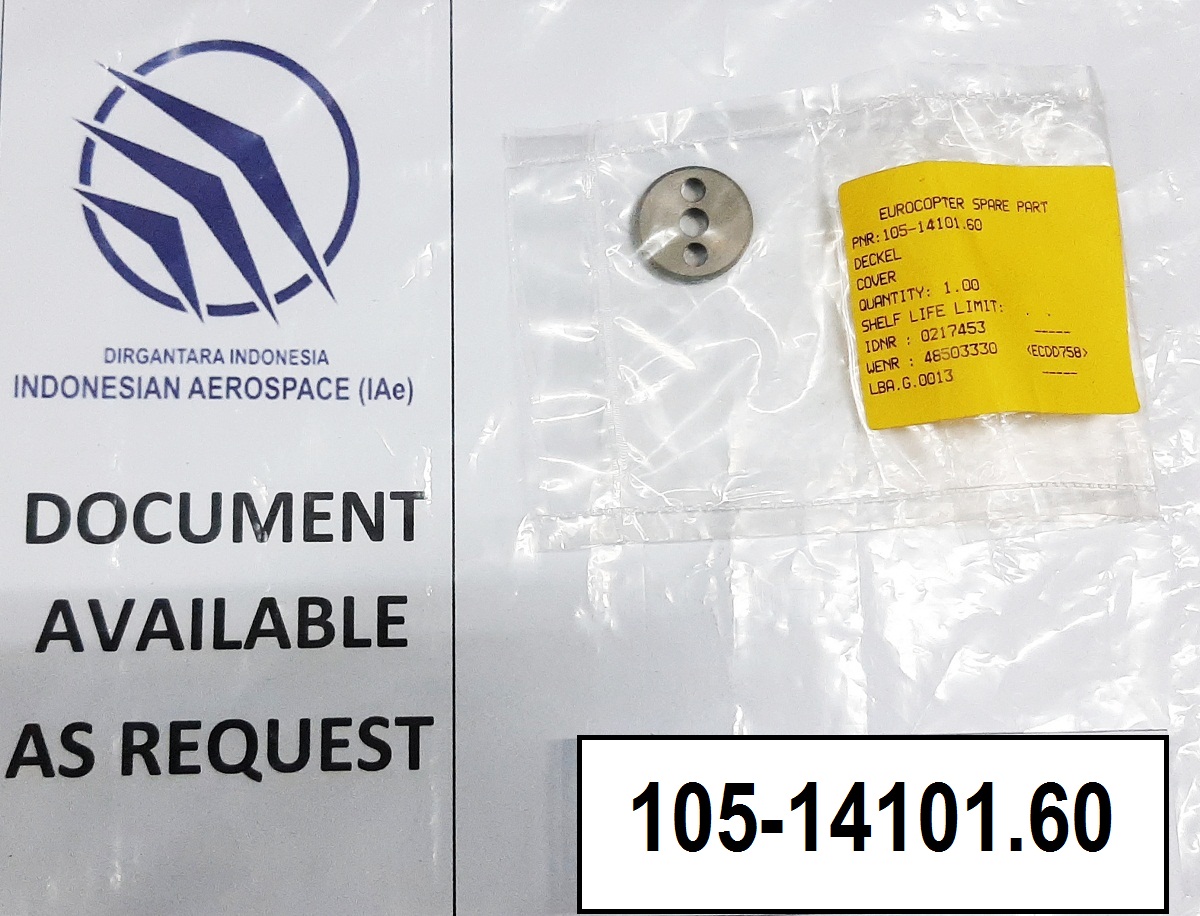 DIRGANTARA INDONESIA
INDONESIAN AEROSPACE (IAe)
DOCUMENT
AVAILABLE
AS REQUEST
EUROCOPTER SPARE PART
PNR:105-14101.60
DECKEL
COVER
QUANTITY: 1.00
SHELF LIFE LIMIT: . .
IDNR : 0217453 -----
WENR : 46503330 <ECDD758>
LBA.G.0013 -----
105-14101.60